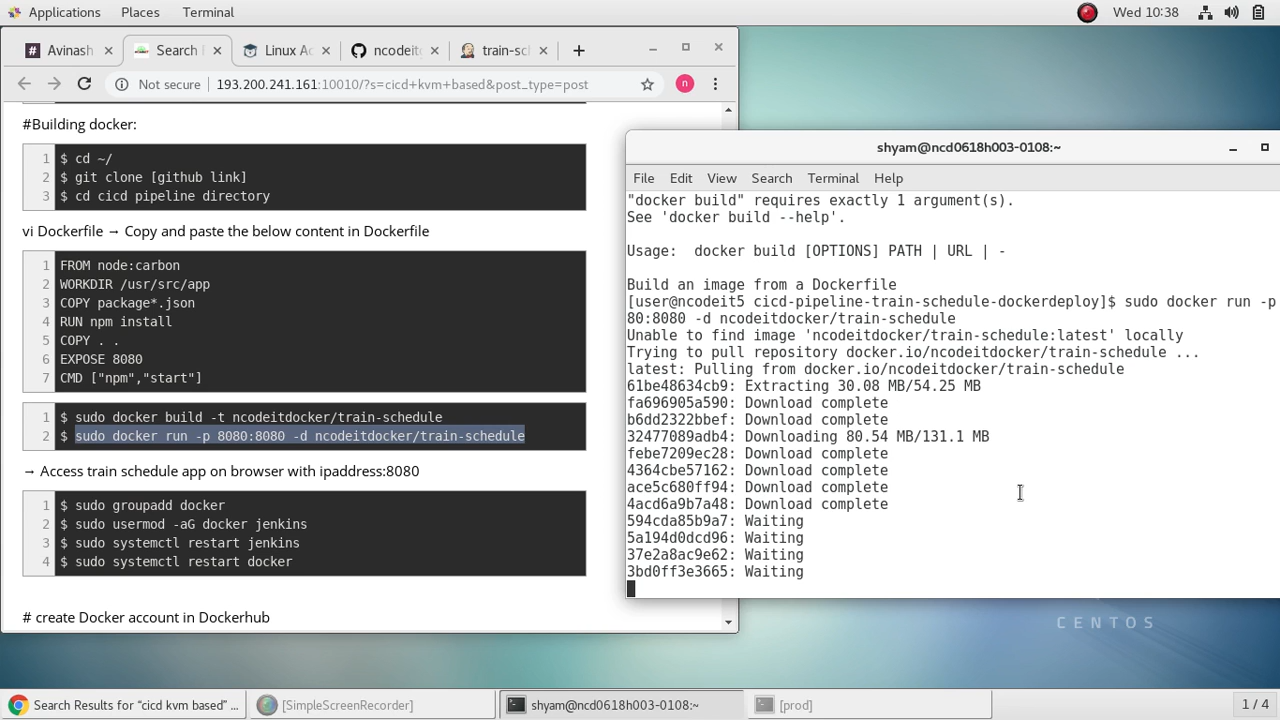 Applications Places Terminal Wed 10:38
Avinash Search R Linux Ac ncodeit train-sch
Not secure 193.200.241.161:10010/?s=cicd+kvm+based&post_type=post n
#Building docker:
1 $ cd ~/
2 $ git clone [github link]
3 $ cd cicd pipeline directory
vi Dockerfile → Copy and paste the below content in Dockerfile
1 FROM node:carbon
2 WORKDIR /usr/src/app
3 COPY package*.json
4 RUN npm install
5 COPY . .
6 EXPOSE 8080
7 CMD ["npm","start"]
1 $ sudo docker build -t ncodeitdocker/train-schedule
2 $ sudo docker run -p 8080:8080 -d ncodeitdocker/train-schedule
→ Access train schedule app on browser with ipaddress:8080
1 $ sudo groupadd docker
2 $ sudo usermod -aG docker jenkins
3 $ sudo systemctl restart jenkins
4 $ sudo systemctl restart docker
# create Docker account in Dockerhub
shyam@ncd0618h003-0108:~
File Edit View Search Terminal Help
"docker build" requires exactly 1 argument(s).
See 'docker build --help'.
Usage:  docker build [OPTIONS] PATH | URL | -
Build an image from a Dockerfile
[user@ncodeit5 cicd-pipeline-train-schedule-dockerdeploy]$ sudo docker run -p
80:8080 -d ncodeitdocker/train-schedule
Unable to find image 'ncodeitdocker/train-schedule:latest' locally
Trying to pull repository docker.io/ncodeitdocker/train-schedule ...
latest: Pulling from docker.io/ncodeitdocker/train-schedule
61be48634cb9: Extracting 30.08 MB/54.25 MB
fa696905a590: Download complete
b6dd2322bbef: Download complete
32477089adb4: Downloading 80.54 MB/131.1 MB
febe7209ec28: Download complete
4364cbe57162: Download complete
ace5c680ff94: Download complete
4acd6a9b7a48: Download complete
594cda85b9a7: Waiting
5a194d0dcd96: Waiting
37e2a8ac9e62: Waiting
3bd0ff3e3665: Waiting
CENTOS
Search Results for “cicd kvm based” ... [SimpleScreenRecorder] shyam@ncd0618h003-0108:~ [prod] 1 / 4